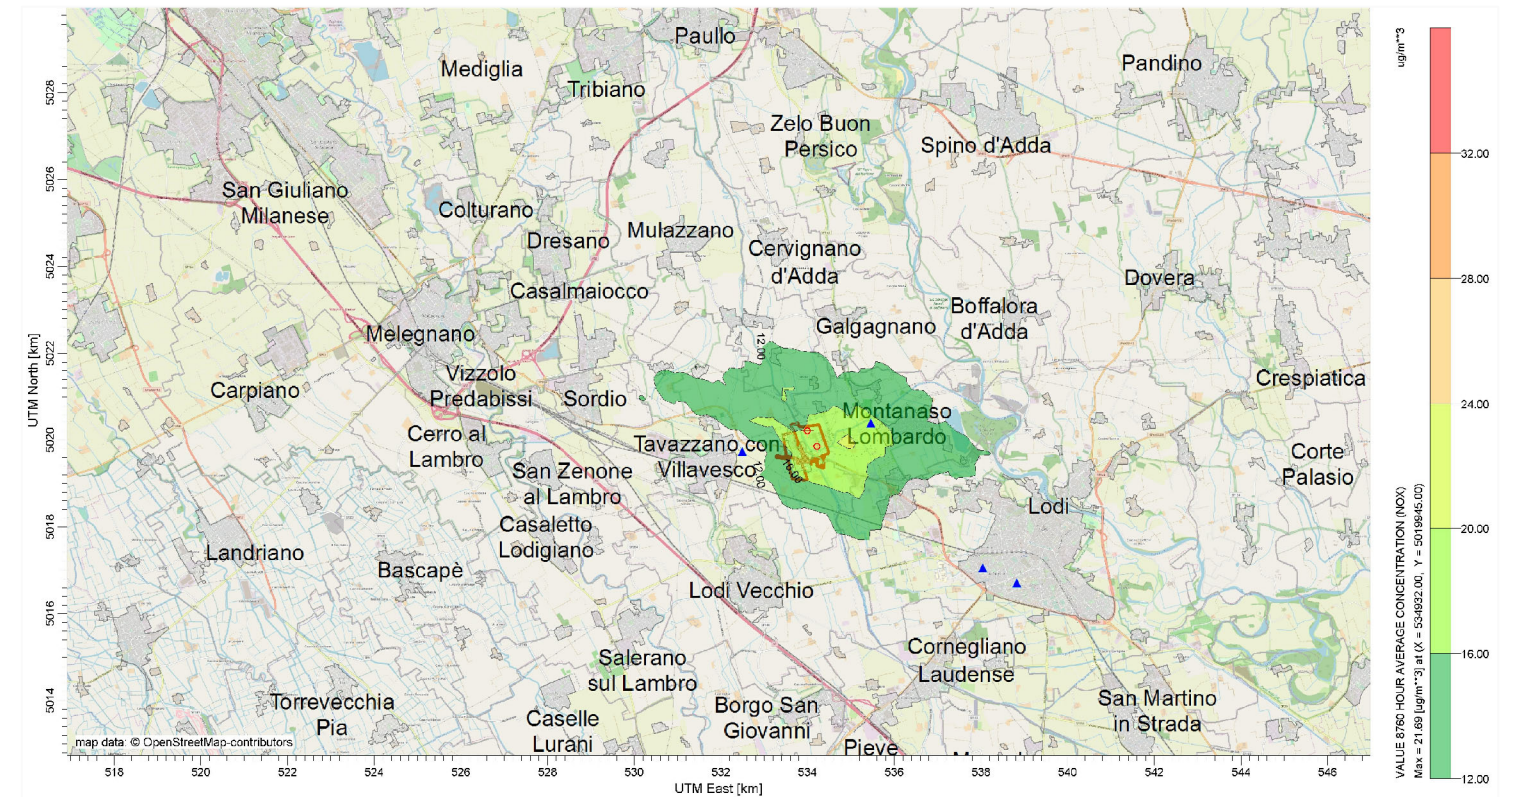 Paullo
Pandino
Mediglia
Tribiano
Zelo Buon
Persico
Spino d'Adda
San Giuliano
Milanese
Colturano
Dresano
Mulazzano
Cervignano
d'Adda
Casalmaiocco
Dovera
Boffalora
d'Adda
Melegnano
Galgagnano
Vizzolo
Predabissi
Carpiano
Sordio
Crespiatica
Montanaso
Lombardo
Cerro al
Lambro
Tavazzano con
Villavesco
San Zenone
al Lambro
Corte
Palasio
Lodi
Casaletto
Lodigiano
Landriano
Bascapè
Lodi Vecchio
Cornegliano
Laudense
Salerano
sul Lambro
Torrevecchia
Pia
Caselle
Lurani
Borgo San
Giovanni
San Martino
in Strada
Pieve
12.00
16.00
map data: © OpenStreetMap-contributors
UTM North [km]
5028
5026
5024
5022
5020
5018
5016
5014
518
520
522
524
526
528
530
532
534
536
538
540
542
544
546
UTM East [km]
ug/m**3
32.00
28.00
24.00
20.00
16.00
12.00
VALUE 8760 HOUR AVERAGE CONCENTRATION (NOX)
Max = 21.89 [ug/m**3] at (X = 534932.00, Y = 5019945.00)